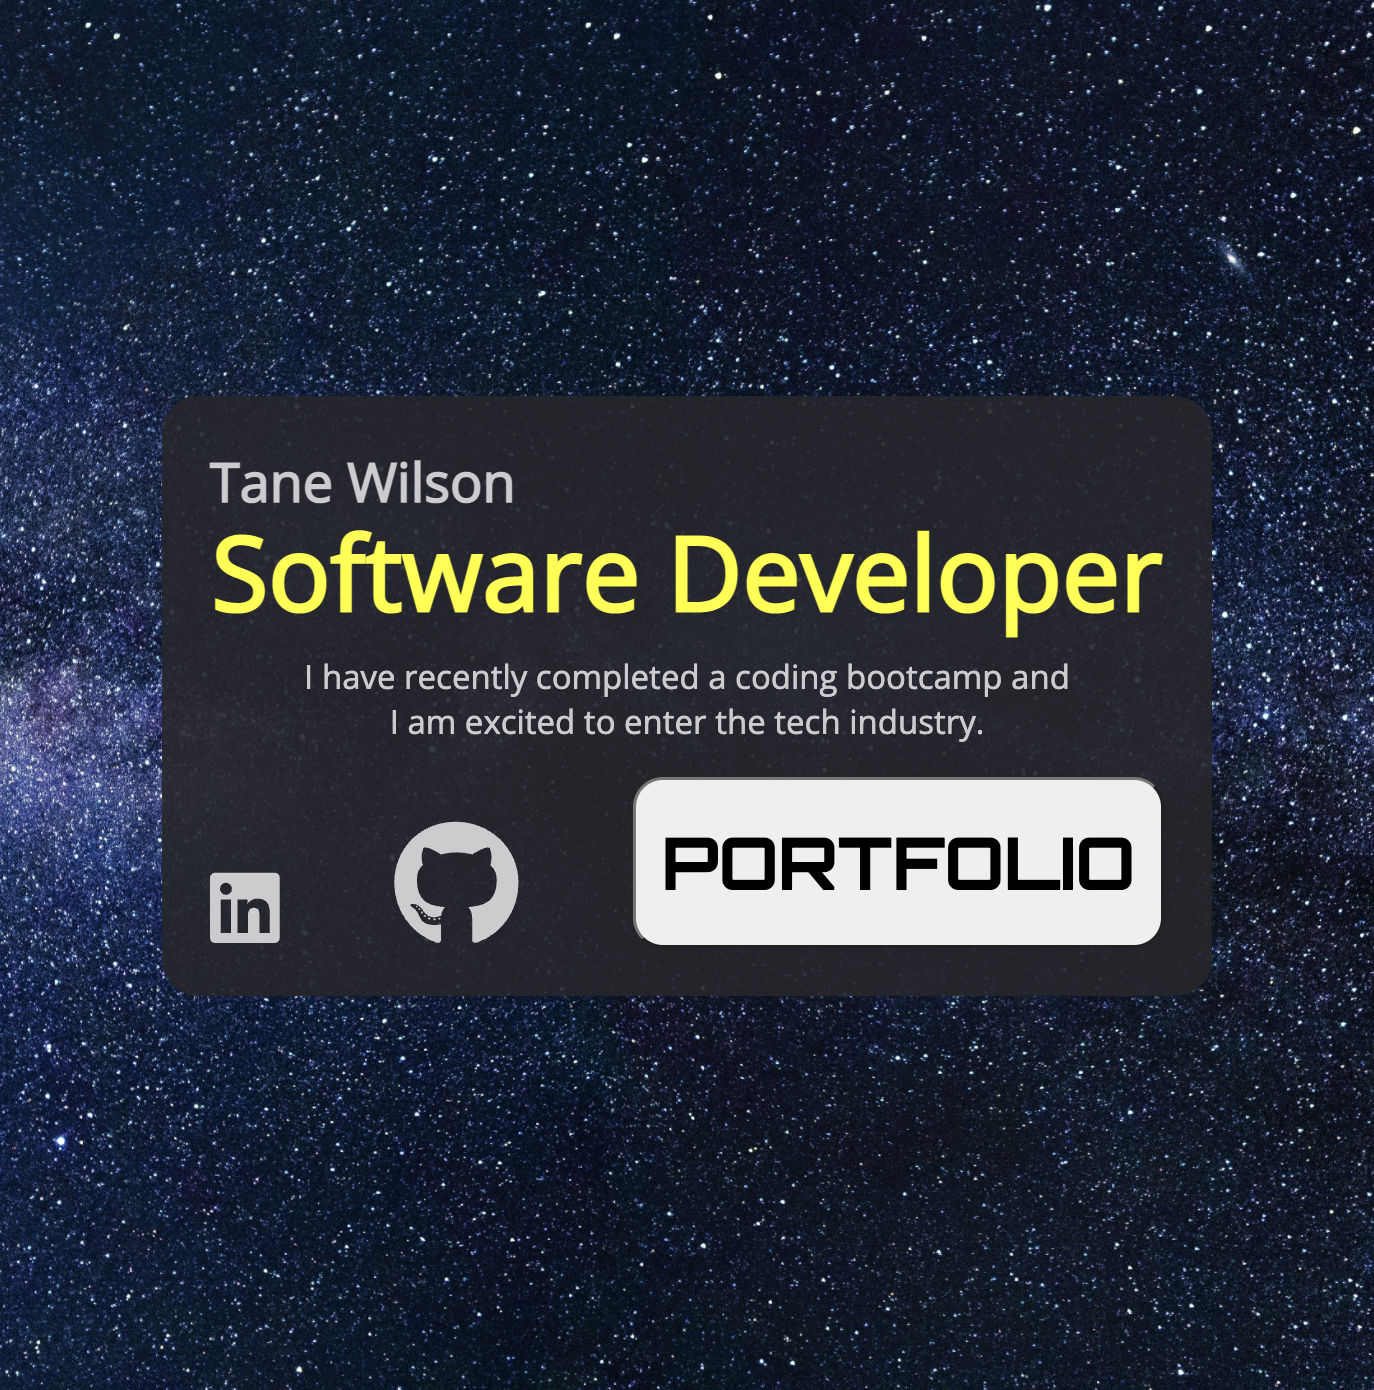 Tane Wilson
Software Developer
I have recently completed a coding bootcamp and
I am excited to enter the tech industry.
in
PORTFOLIO